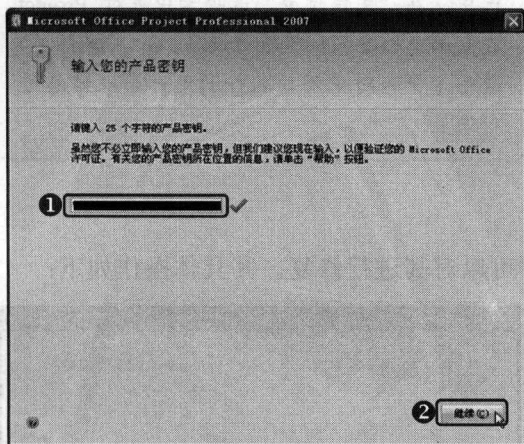 Microsoft Office Project Professional 2007
输入您的产品密钥
请键入 25 个字符的产品密钥。
虽然您不必立即输入您的产品密钥，但我们建议您现在输入，以便验证您的 Microsoft Office
许可证。有关您的产品密钥所在位置的信息，请单击“帮助”按钮。
1
2 继续(C)